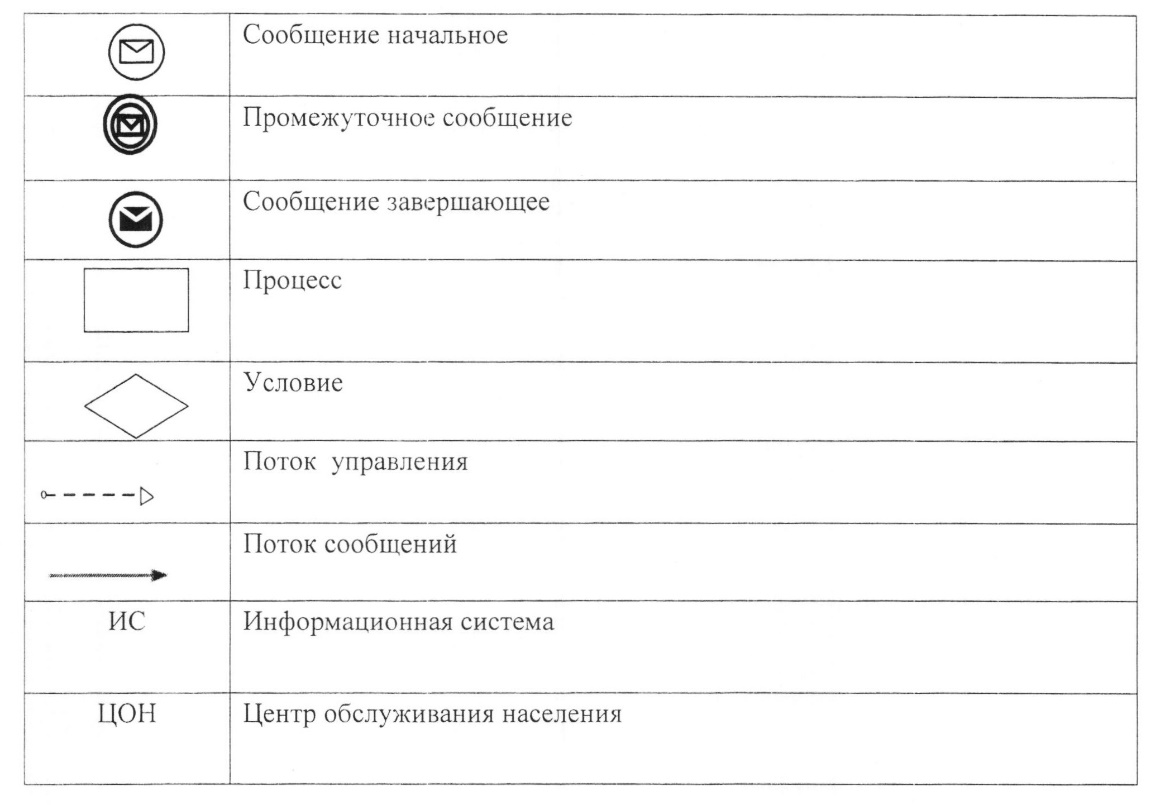 Сообщение начальное
Промежуточное сообщение
Сообщение завершающее
Процесс
Условие
Поток управления
Поток сообщений
ИС Информационная система
ЦОН Центр обслуживания населения